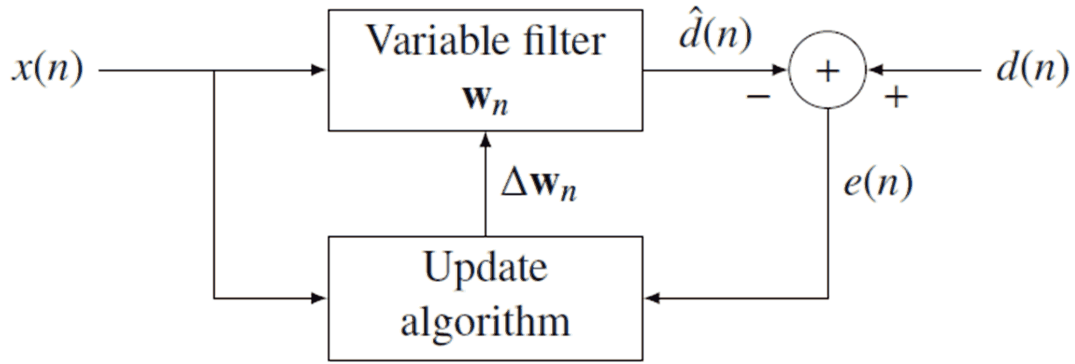 x(n)
Variable filter
wₙ
d̂(n)
+
d(n)
−
+
Δwₙ
e(n)
Update
algorithm